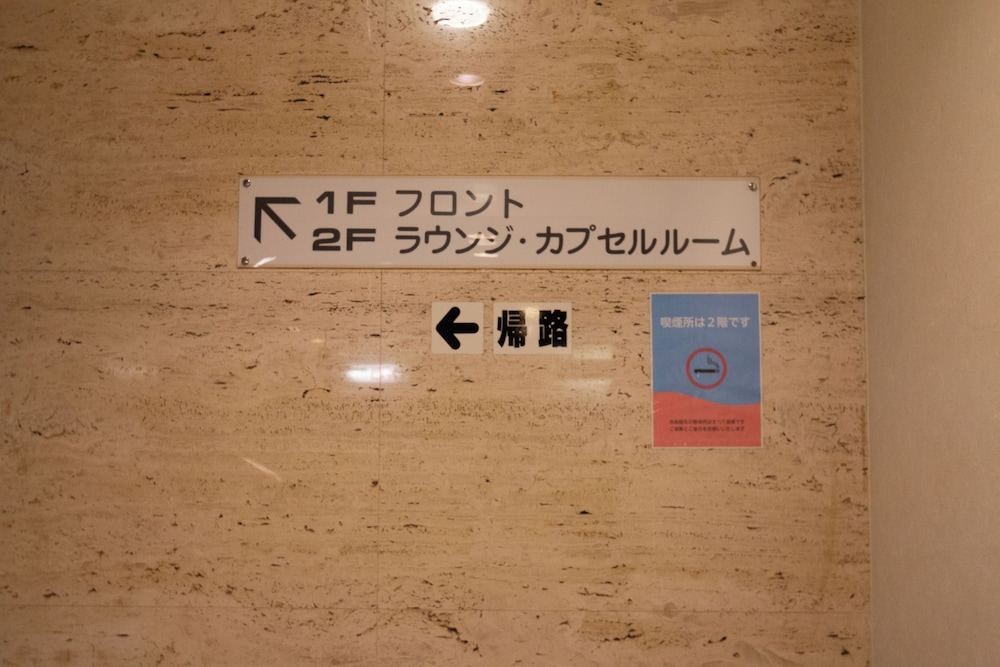 1F フロント
2F ラウンジ・カプセルルーム
帰路
喫煙所は2階です